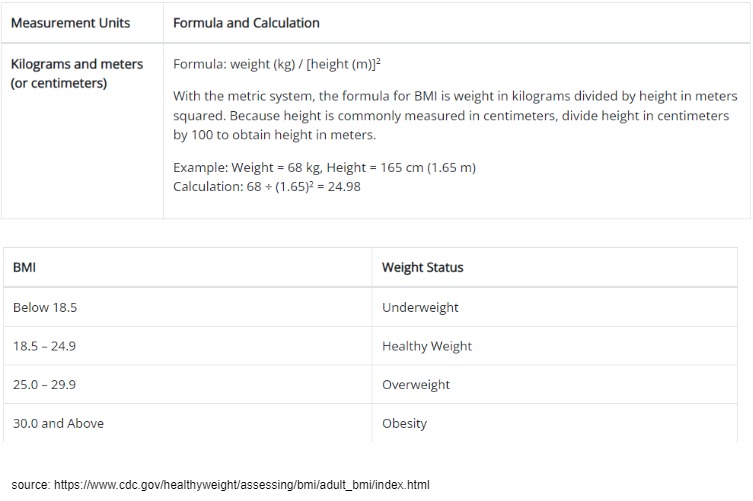 Measurement Units Formula and Calculation
Kilograms and meters
(or centimeters)
Formula: weight (kg) / [height (m)]²
With the metric system, the formula for BMI is weight in kilograms divided by height in meters
squared. Because height is commonly measured in centimeters, divide height in centimeters
by 100 to obtain height in meters.
Example: Weight = 68 kg, Height = 165 cm (1.65 m)
Calculation: 68 ÷ (1.65)² = 24.98
BMI Weight Status
Below 18.5 Underweight
18.5 – 24.9 Healthy Weight
25.0 – 29.9 Overweight
30.0 and Above Obesity
source: https://www.cdc.gov/healthyweight/assessing/bmi/adult_bmi/index.html